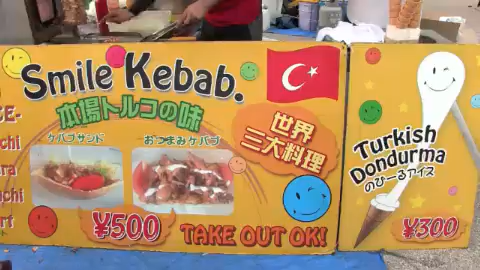 Smile Kebab.
本場トルコの味
ケバブサンド
おつまみケバブ
世界
三大料理
¥500
TAKE OUT OK!
Turkish
Dondurma
のび~るアイス
¥300